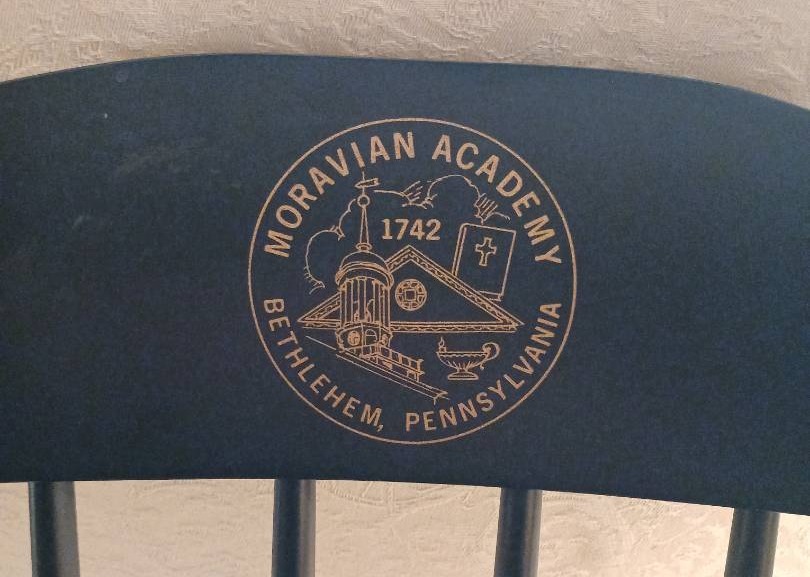 MORAVIAN ACADEMY
1742
BETHLEHEM, PENNSYLVANIA